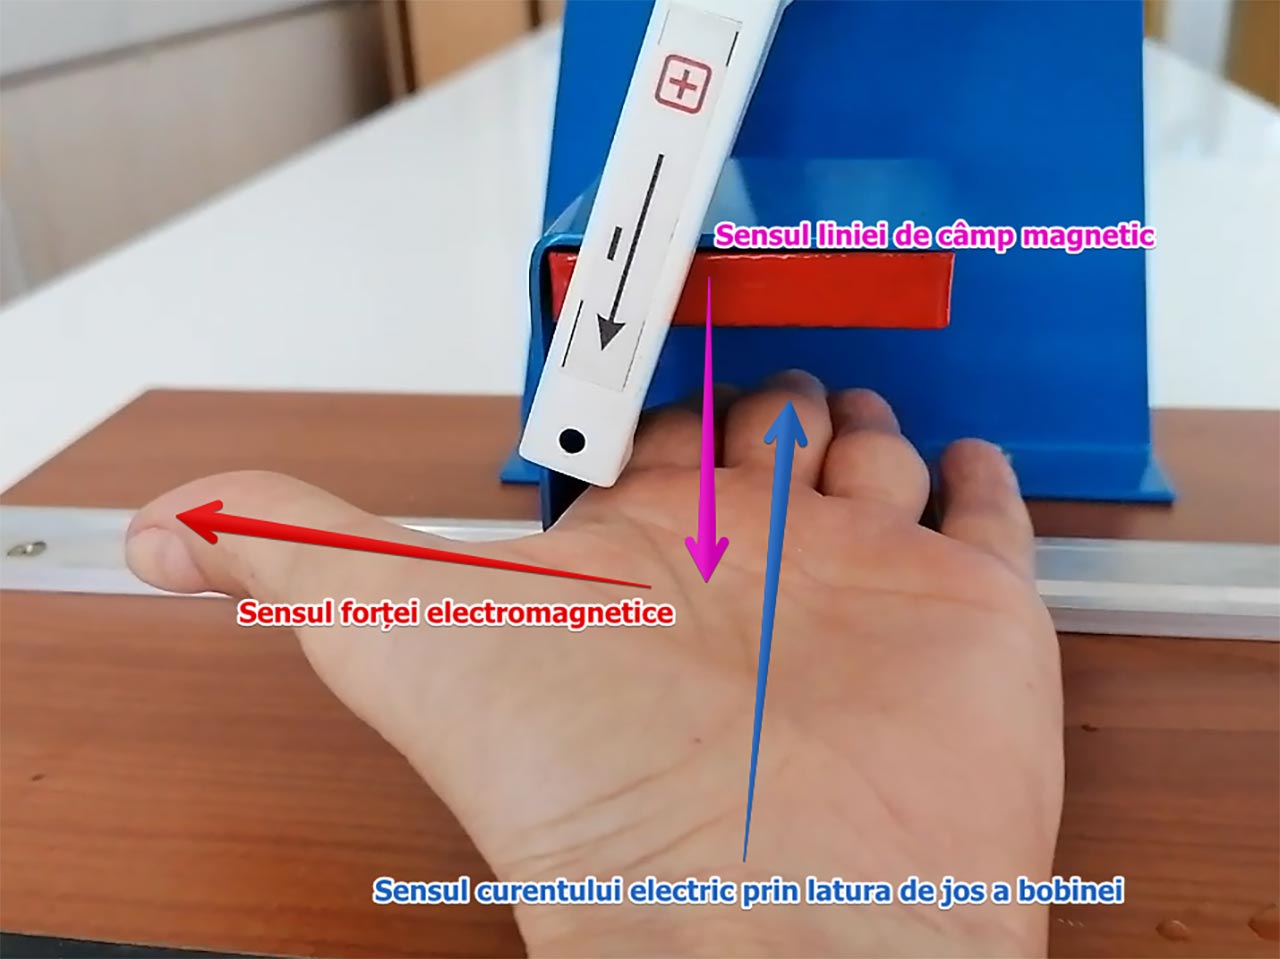 +
-
Sensul liniei de câmp magnetic
Sensul forței electromagnetice
Sensul curentului electric prin latura de jos a bobinei